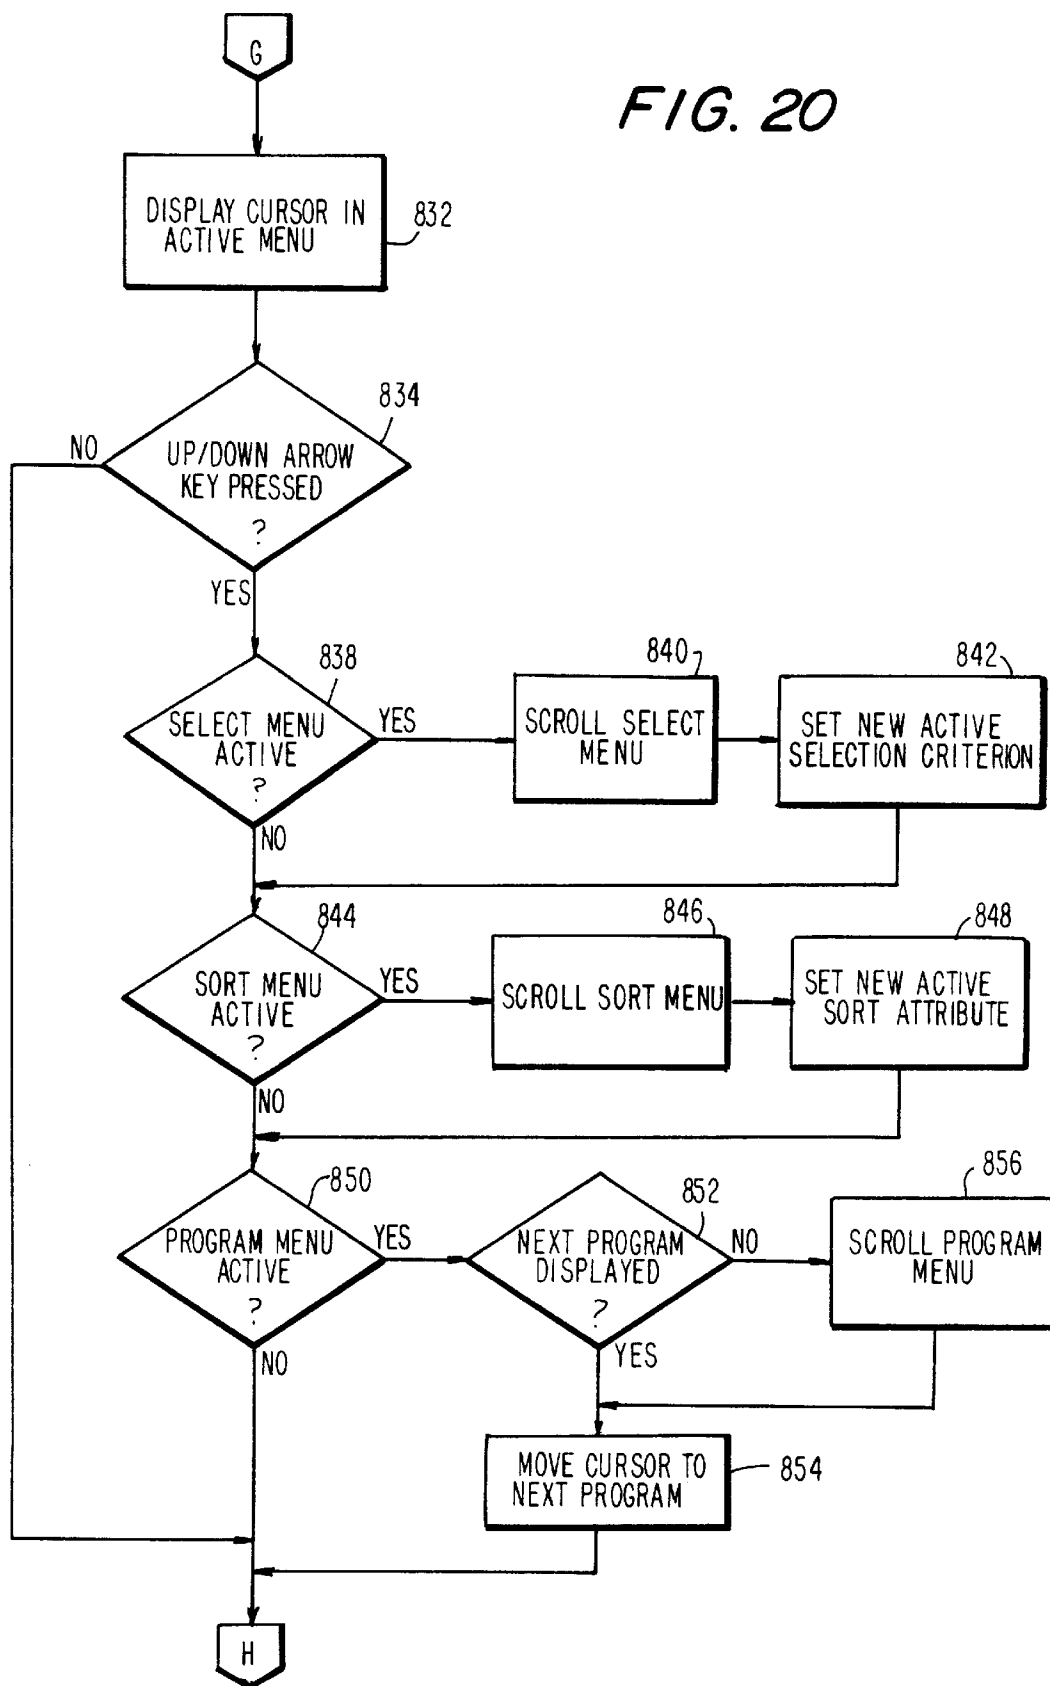 G
FIG. 20
DISPLAY CURSOR IN
ACTIVE MENU
832
834
NO
UP/DOWN ARROW
KEY PRESSED
?
YES
838
SELECT MENU
ACTIVE
?
YES
840
SCROLL SELECT
MENU
842
SET NEW ACTIVE
SELECTION CRITERION
NO
844
SORT MENU
ACTIVE
?
YES
846
SCROLL SORT MENU
848
SET NEW ACTIVE
SORT ATTRIBUTE
NO
850
PROGRAM MENU
ACTIVE
?
YES
852
NEXT PROGRAM
DISPLAYED
?
NO
856
SCROLL PROGRAM
MENU
NO
YES
MOVE CURSOR TO
NEXT PROGRAM
854
H